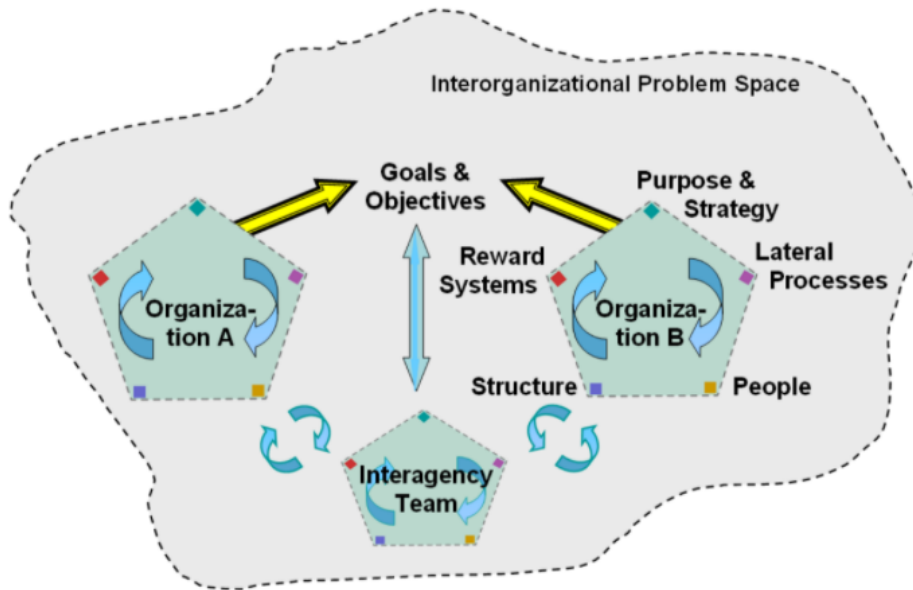 Interorganizational Problem Space
Goals &
Objectives
Purpose &
Strategy
Reward
Systems
Lateral
Processes
Organiza-
tion A
Organiza-
tion B
Structure
People
Interagency
Team